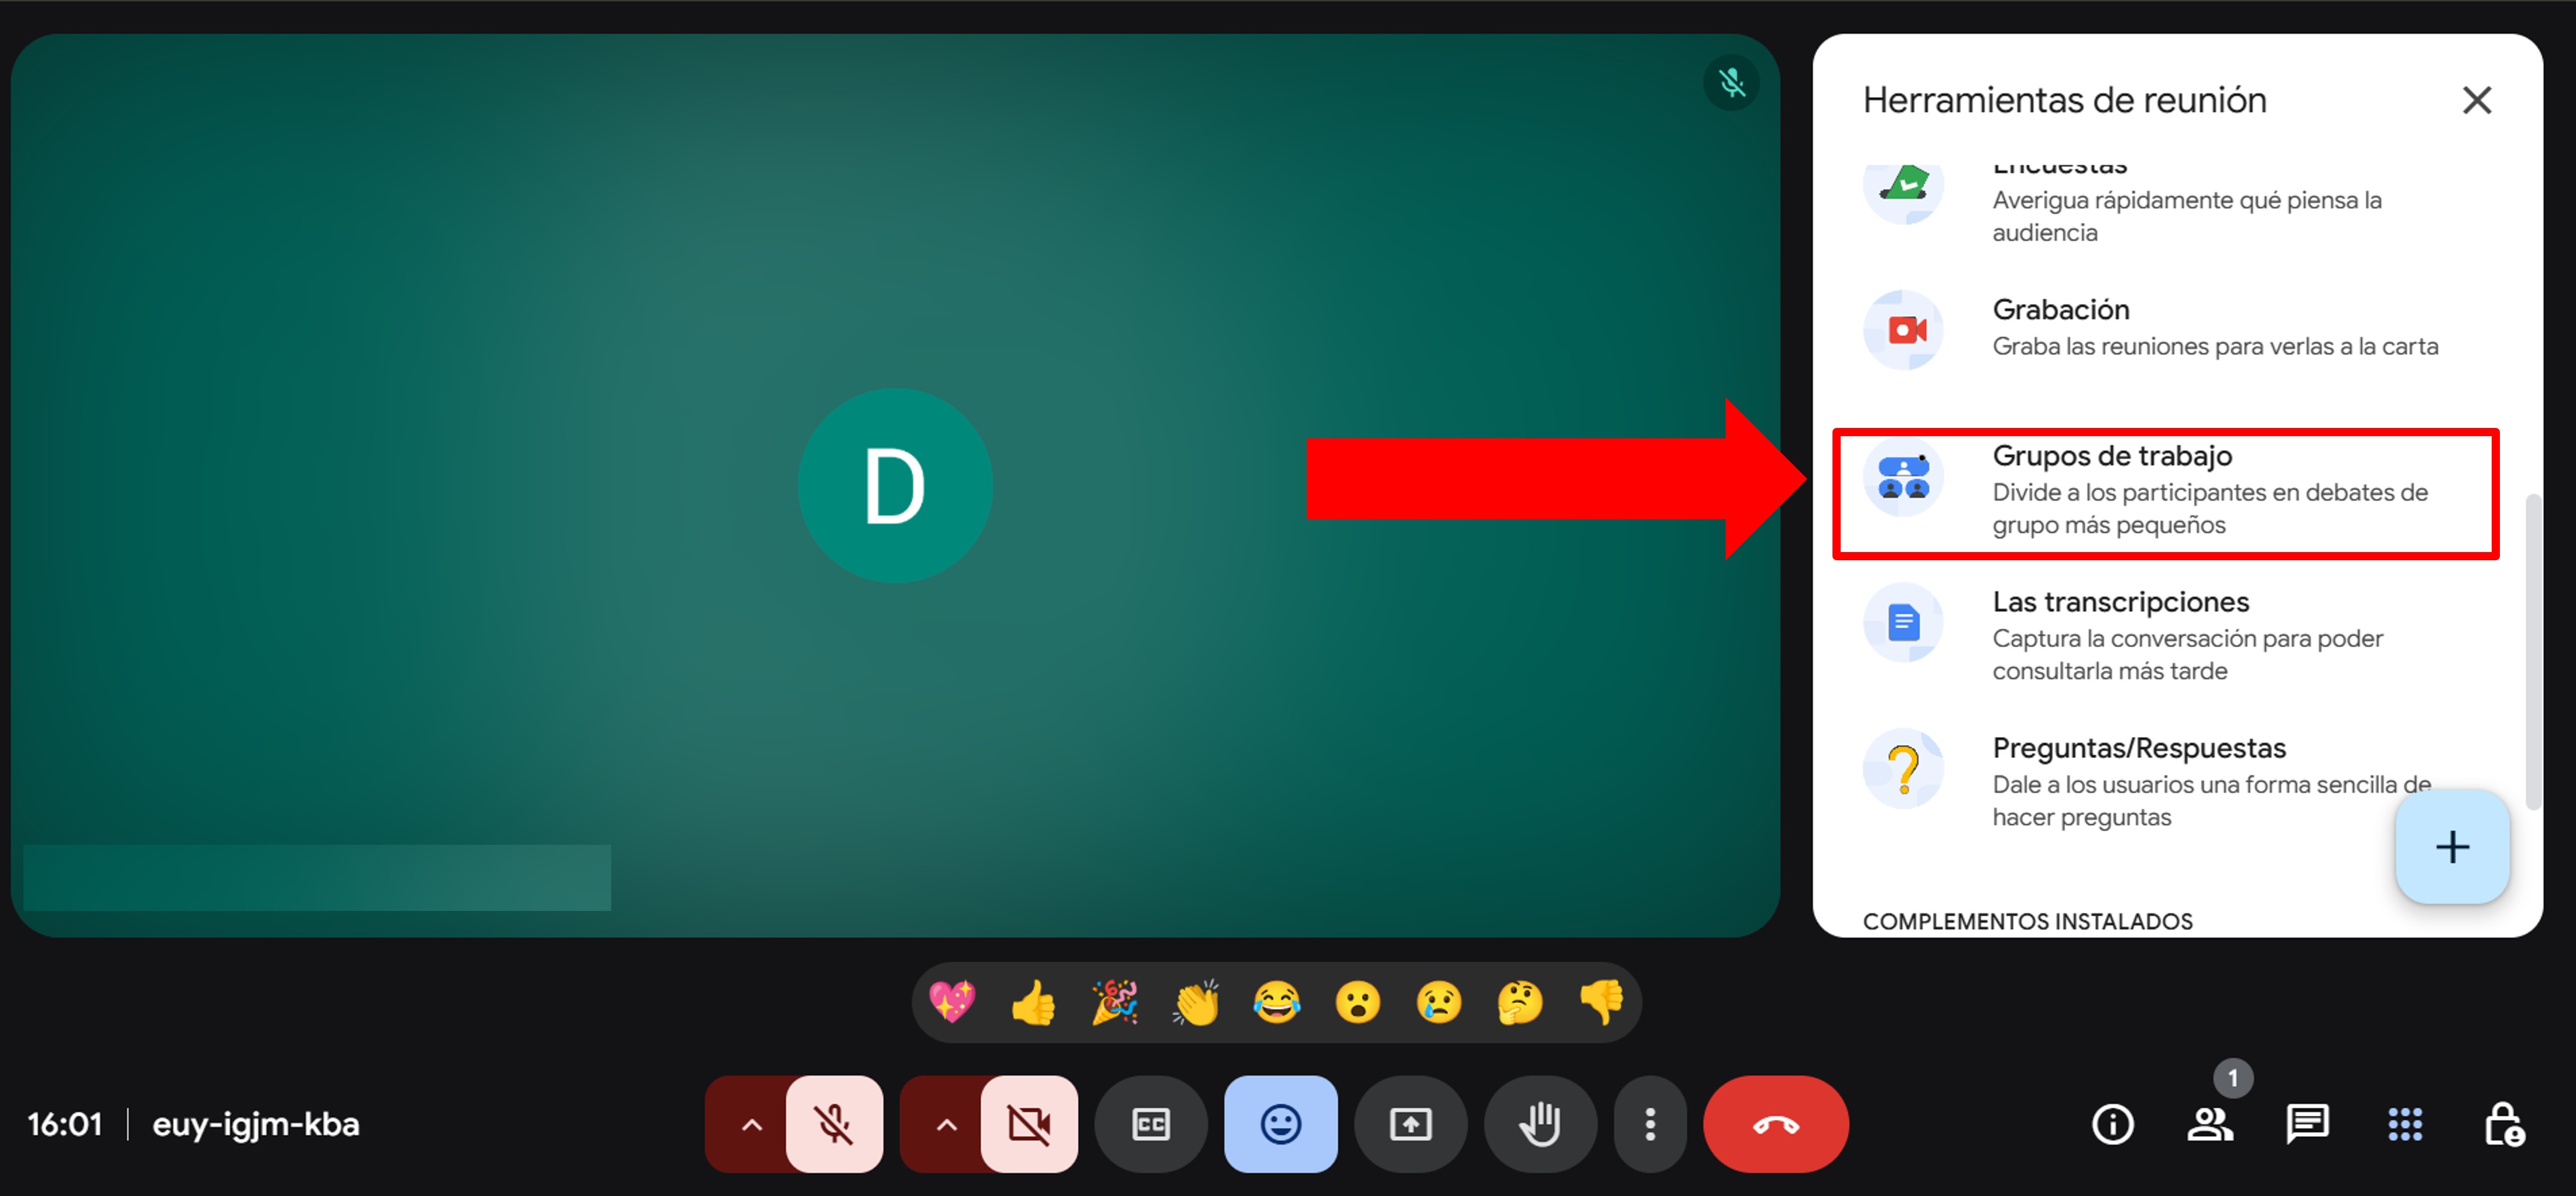 Herramientas de reunión
Encuestas
Averigua rápidamente qué piensa la
audiencia
Grabación
Graba las reuniones para verlas a la carta
Grupos de trabajo
Divide a los participantes en debates de
grupo más pequeños
Las transcripciones
Captura la conversación para poder
consultarla más tarde
Preguntas/Respuestas
Dale a los usuarios una forma sencilla de
hacer preguntas
COMPLEMENTOS INSTALADOS
D
16:01
euy-igjm-kba
CC
1